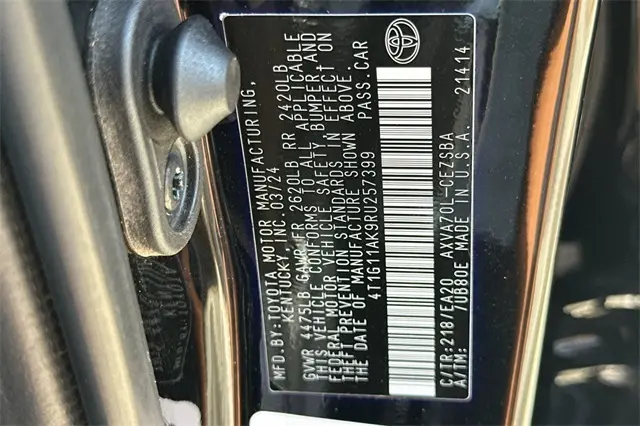 MFD.BY:TOYOTA MOTOR MANUFACTURING,
KENTUCKY, INC. 03/24
GVWR 4475LB GAWR FR 2620LB RR 2420LB
THIS VEHICLE CONFORMS TO ALL APPLICABLE
FEDERAL MOTOR VEHICLE SAFETY, BUMPER AND
THEFT PREVENTION STANDARDS IN EFFECT ON
THE DATE OF MANUFACTURE SHOWN ABOVE.
4T1G11AK9RU257399 PASS.CAR
C/TR:218/EA20 AXVA70L-CEZSBA
A/TM: /UB80E MADE IN U.S.A. 21414